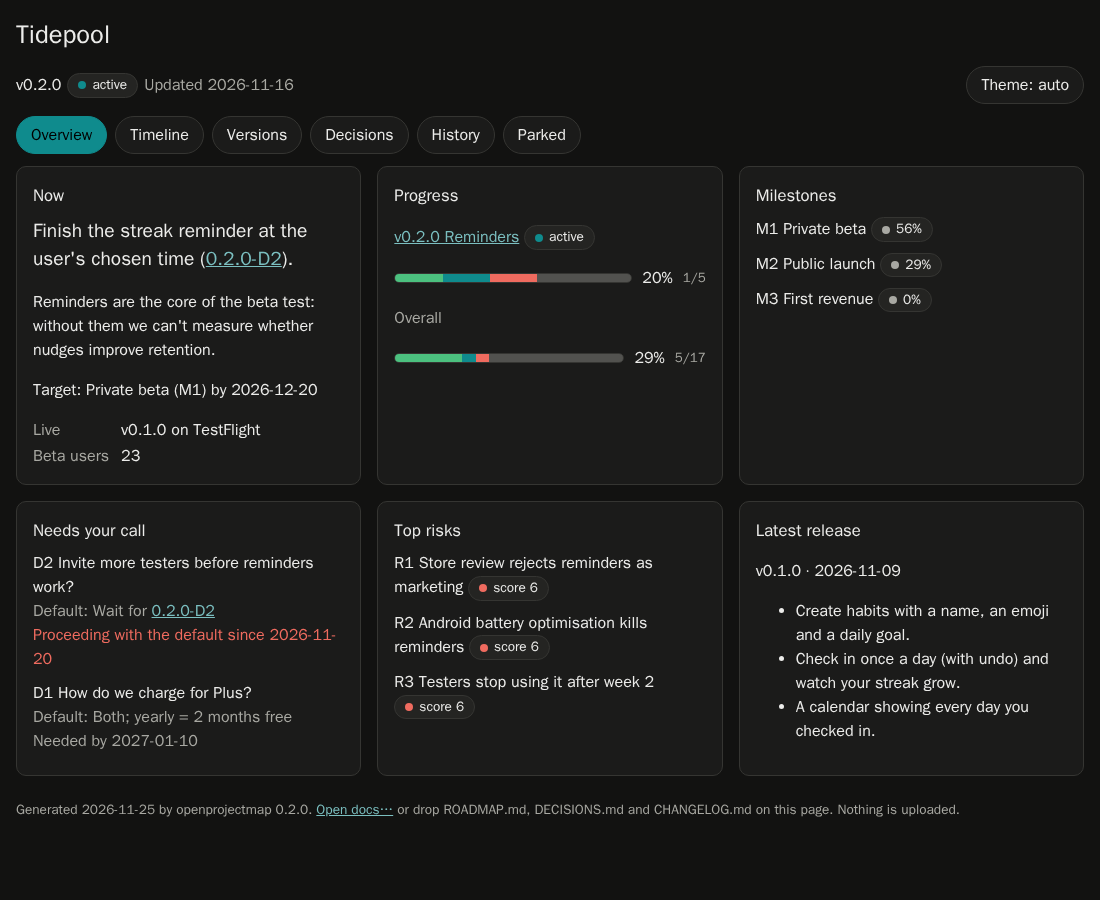 Tidepool
v0.2.0 active Updated 2026-11-16
Theme: auto
Overview Timeline Versions Decisions History Parked
Now
Finish the streak reminder at the
user's chosen time (0.2.0-D2).
Reminders are the core of the beta test:
without them we can't measure whether
nudges improve retention.
Target: Private beta (M1) by 2026-12-20
Live v0.1.0 on TestFlight
Beta users 23
Progress
v0.2.0 Reminders active
20% 1/5
Overall
29% 5/17
Milestones
M1 Private beta 56%
M2 Public launch 29%
M3 First revenue 0%
Needs your call
D2 Invite more testers before reminders
work?
Default: Wait for 0.2.0-D2
Proceeding with the default since 2026-11-
20
D1 How do we charge for Plus?
Default: Both; yearly = 2 months free
Needed by 2027-01-10
Top risks
R1 Store review rejects reminders as
marketing score 6
R2 Android battery optimisation kills
reminders score 6
R3 Testers stop using it after week 2
score 6
Latest release
v0.1.0 · 2026-11-09
• Create habits with a name, an emoji
and a daily goal.
• Check in once a day (with undo) and
watch your streak grow.
• A calendar showing every day you
checked in.
Generated 2026-11-25 by openprojectmap 0.2.0. Open docs··· or drop ROADMAP.md, DECISIONS.md and CHANGELOG.md on this page. Nothing is uploaded.